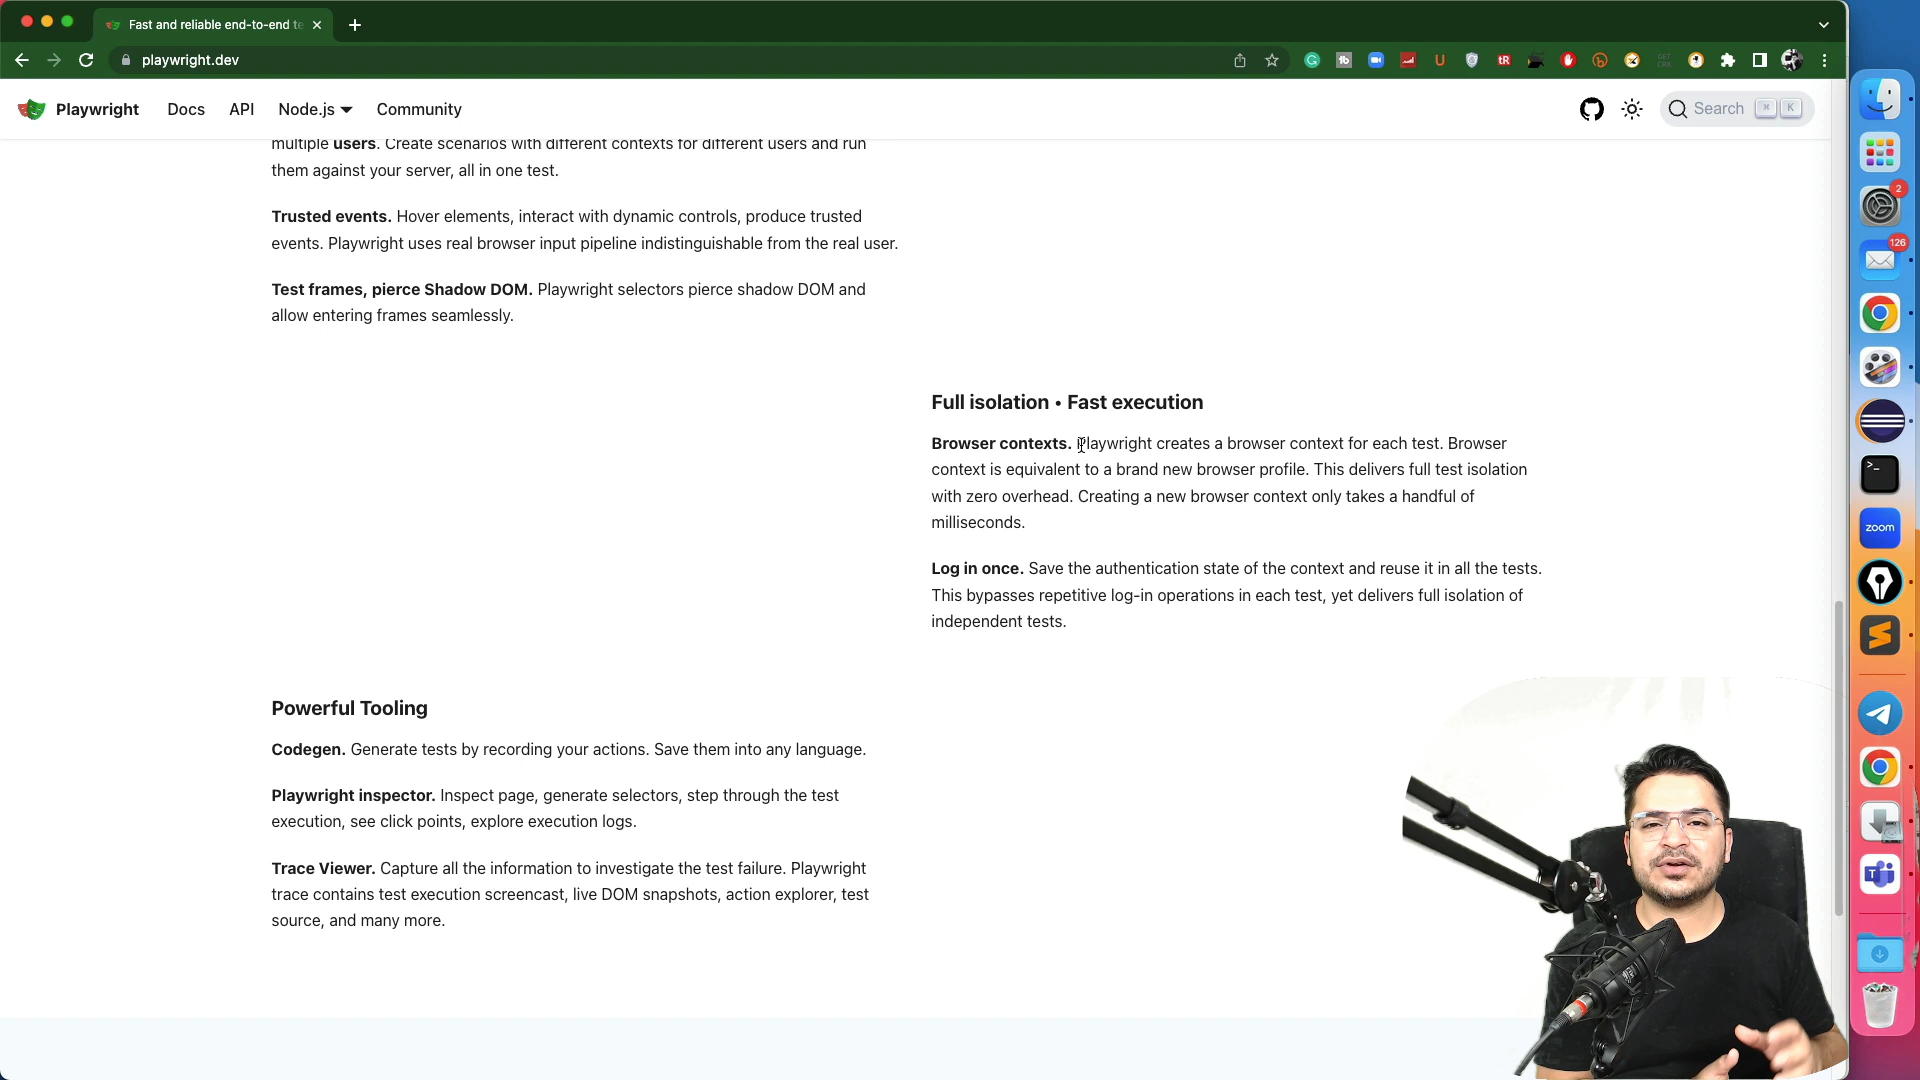 Fast and reliable end-to-end te
playwright.dev
Playwright
Docs
API
Node.js
Community
Search
⌘
K
multiple users. Create scenarios with different contexts for different users and run
them against your server, all in one test.
Trusted events. Hover elements, interact with dynamic controls, produce trusted
events. Playwright uses real browser input pipeline indistinguishable from the real user.
Test frames, pierce Shadow DOM. Playwright selectors pierce shadow DOM and
allow entering frames seamlessly.
Full isolation • Fast execution
Browser contexts. Playwright creates a browser context for each test. Browser
context is equivalent to a brand new browser profile. This delivers full test isolation
with zero overhead. Creating a new browser context only takes a handful of
milliseconds.
Log in once. Save the authentication state of the context and reuse it in all the tests.
This bypasses repetitive log-in operations in each test, yet delivers full isolation of
independent tests.
Powerful Tooling
Codegen. Generate tests by recording your actions. Save them into any language.
Playwright inspector. Inspect page, generate selectors, step through the test
execution, see click points, explore execution logs.
Trace Viewer. Capture all the information to investigate the test failure. Playwright
trace contains test execution screencast, live DOM snapshots, action explorer, test
source, and many more.
2
126
zoom